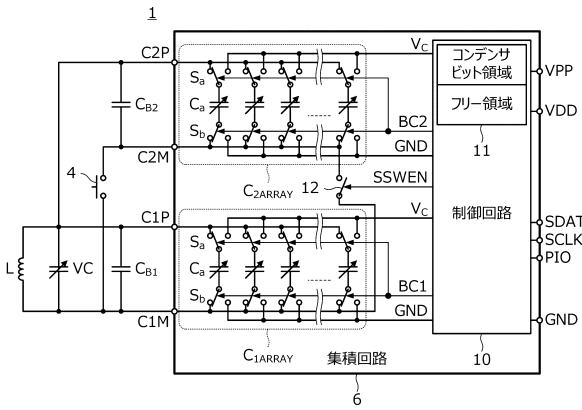 1
C2P
Sa
Ca
Sb
VC
コンデンサ
ビット領域
フリー領域
11
VPP
VDD
CB2
BC2
GND
C2M
4
C2ARRAY
12
SSWEN
VC
制御回路
C1P
Sa
Ca
Sb
SDAT
SCLK
PIO
L
VC
CB1
BC1
GND
C1M
GND
C1ARRAY
集積回路
10
6